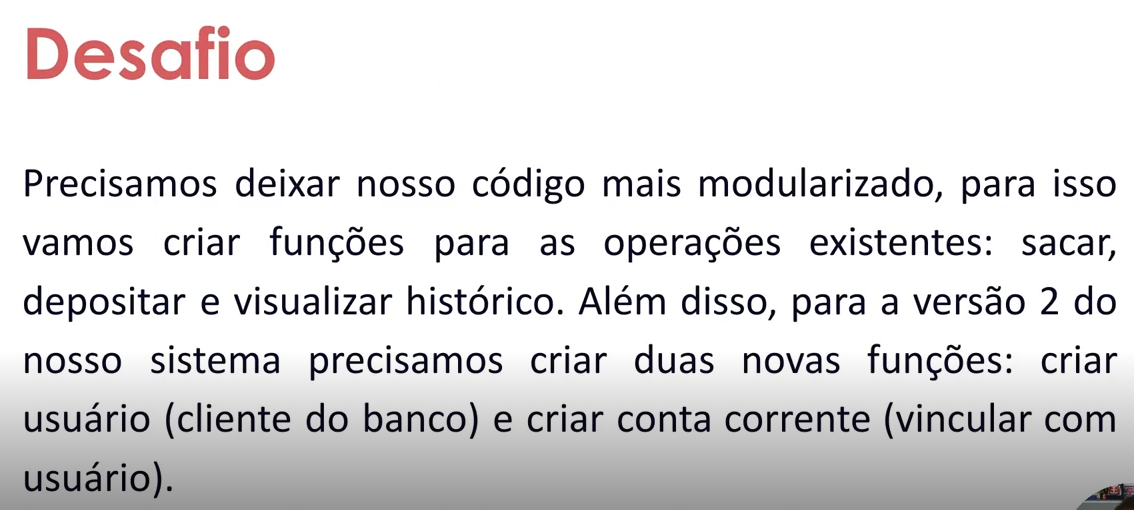 Desafio
Precisamos deixar nosso código mais modularizado, para isso
vamos criar funções para as operações existentes: sacar,
depositar e visualizar histórico. Além disso, para a versão 2 do
nosso sistema precisamos criar duas novas funções: criar
usuário (cliente do banco) e criar conta corrente (vincular com
usuário).